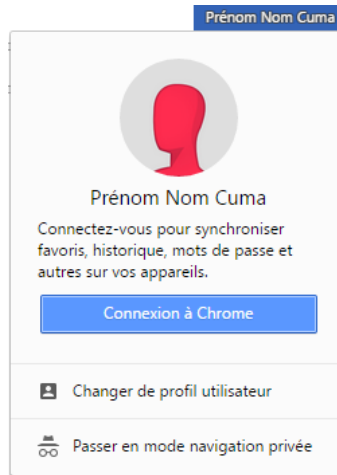 Prénom Nom Cuma
Prénom Nom Cuma
Connectez-vous pour synchroniser
favoris, historique, mots de passe et
autres sur vos appareils.
Connexion à Chrome
Changer de profil utilisateur
Passer en mode navigation privée